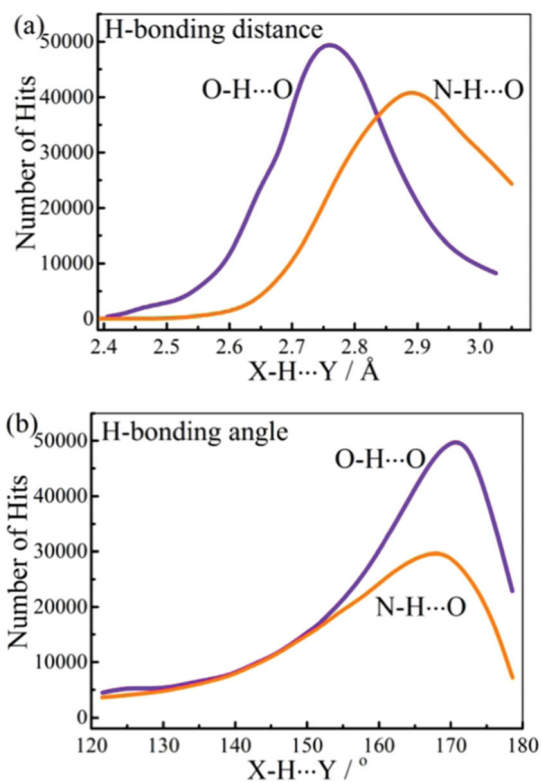 (a)
H-bonding distance
50000
40000
30000
20000
10000
0
Number of Hits
O-H···O
N-H···O
2.4 2.5 2.6 2.7 2.8 2.9 3.0
X-H···Y / Å
(b)
H-bonding angle
50000
40000
30000
20000
10000
0
Number of Hits
O-H···O
N-H···O
120 130 140 150 160 170 180
X-H···Y / °